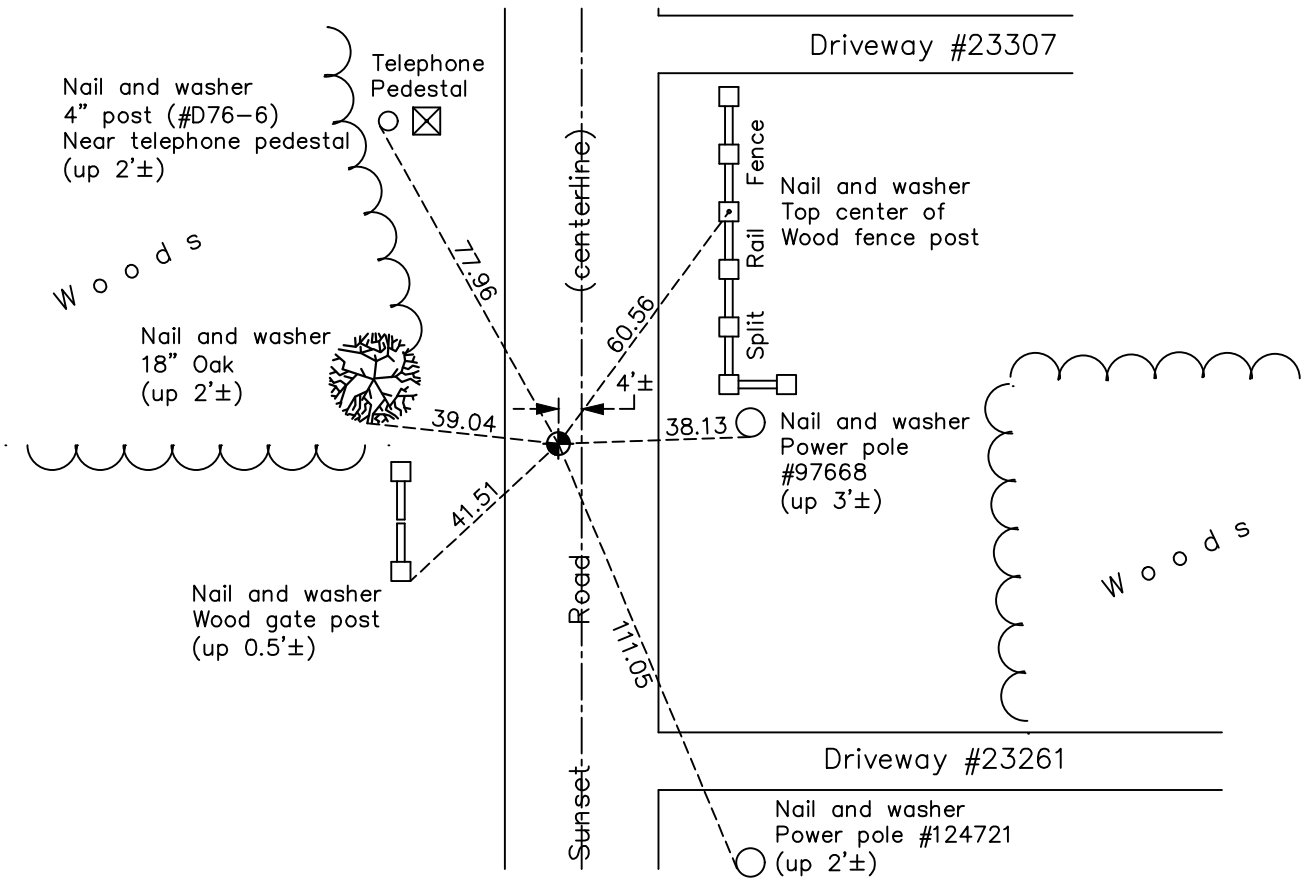 Driveway #23307
Telephone
Pedestal
Nail and washer
4” post (#D76-6)
Near telephone pedestal
(up 2'±)
Fence
Rail
Split
Nail and washer
Top center of
Wood fence post
(centerline)
Woods
77.96
60.56
Nail and washer
18” Oak
(up 2'±)
4'±
39.04
38.13
Nail and washer
Power pole
#97668
(up 3'±)
41.51
Woods
Nail and washer
Wood gate post
(up 0.5'±)
Road
111.05
Sunset
Driveway #23261
Nail and washer
Power pole #124721
(up 2'±)